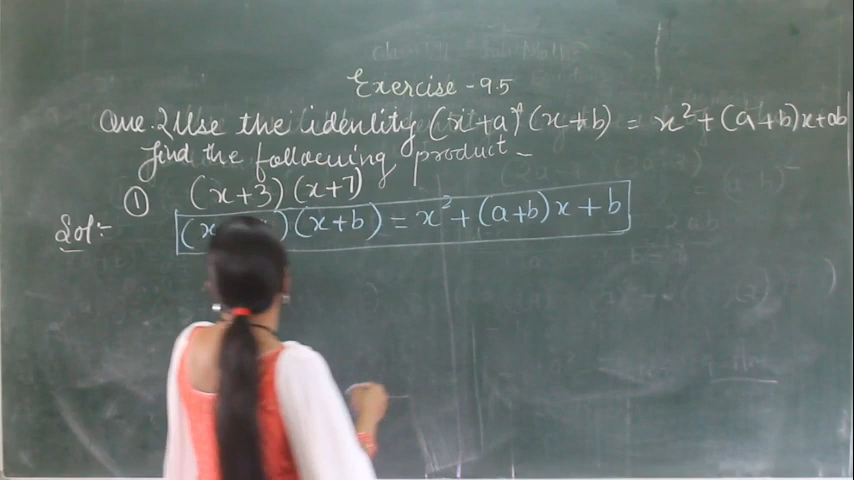 Exercise - 9.5
Que.2 Use the identity (x+a) (x+b) = x²+(a+b)x+ab
find the following product -
① (x+3) (x+7)
Sol:- (x )(x+b) = x²+(a+b)x+b